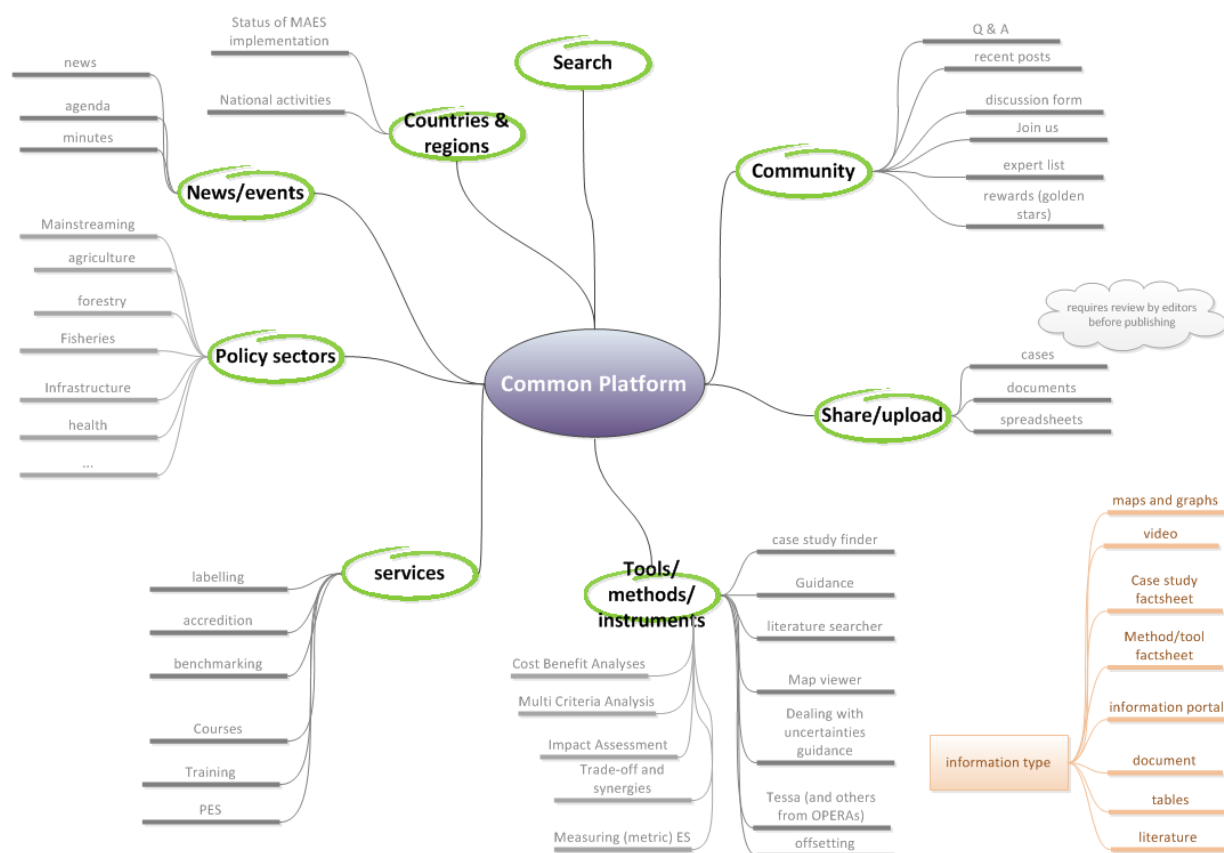 Common Platform
Search
Countries &
regions
Status of MAES
implementation
National activities
News/events
news
agenda
minutes
Policy sectors
Mainstreaming
agriculture
forestry
Fisheries
Infrastructure
health
...
services
labelling
accredition
benchmarking
Courses
Training
PES
Tools/
methods/
instruments
Cost Benefit Analyses
Multi Criteria Analysis
Impact Assessment
Trade-off and
synergies
Measuring (metric) ES
case study finder
Guidance
literature searcher
Map viewer
Dealing with
uncertainties
guidance
Tessa (and others
from OPERAs)
offsetting
Community
Q & A
recent posts
discussion form
Join us
expert list
rewards (golden
stars)
requires review by editors
before publishing
Share/upload
cases
documents
spreadsheets
information type
maps and graphs
video
Case study
factsheet
Method/tool
factsheet
information portal
document
tables
literature